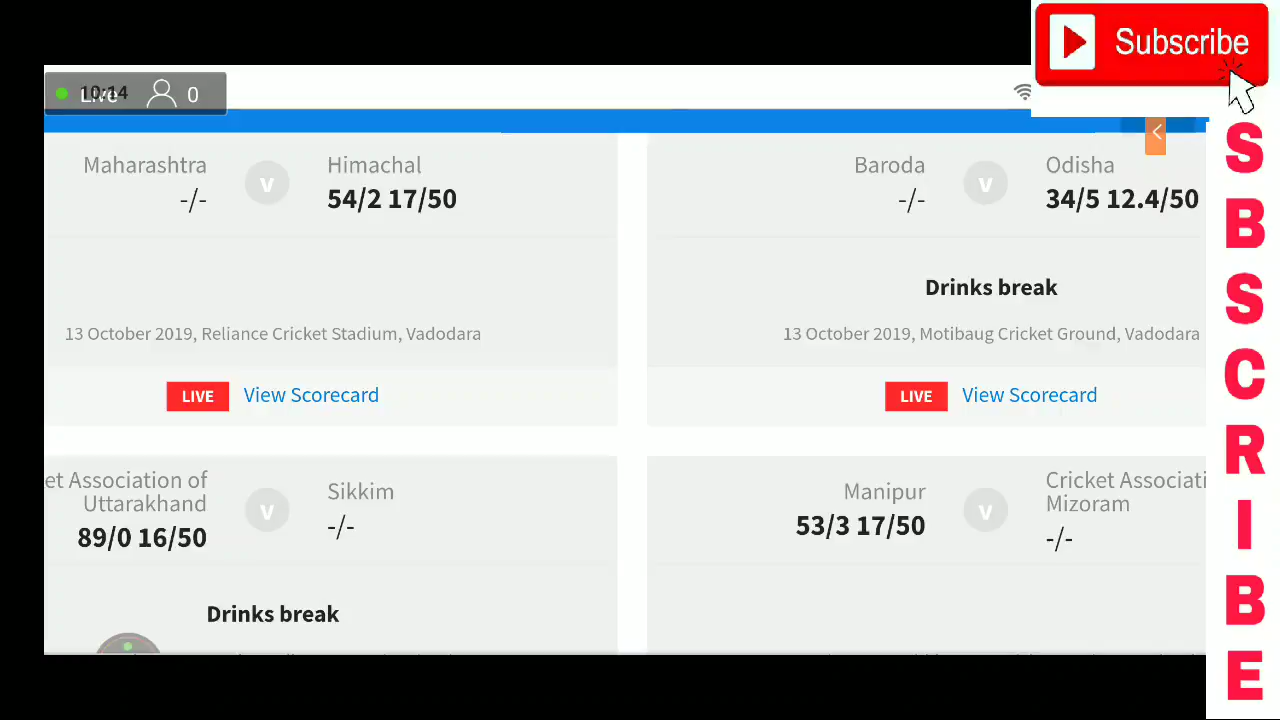 Subscribe
10:14
Live 0
Maharashtra
-/-
v
Himachal
54/2 17/50
13 October 2019, Reliance Cricket Stadium, Vadodara
LIVE View Scorecard
Baroda
-/-
v
Odisha
34/5 12.4/50
Drinks break
13 October 2019, Motibaug Cricket Ground, Vadodara
LIVE View Scorecard
et Association of
Uttarakhand
89/0 16/50
v
Sikkim
-/-
Drinks break
Manipur
53/3 17/50
v
Cricket Associati
Mizoram
-/-
S
B
S
C
R
I
B
E